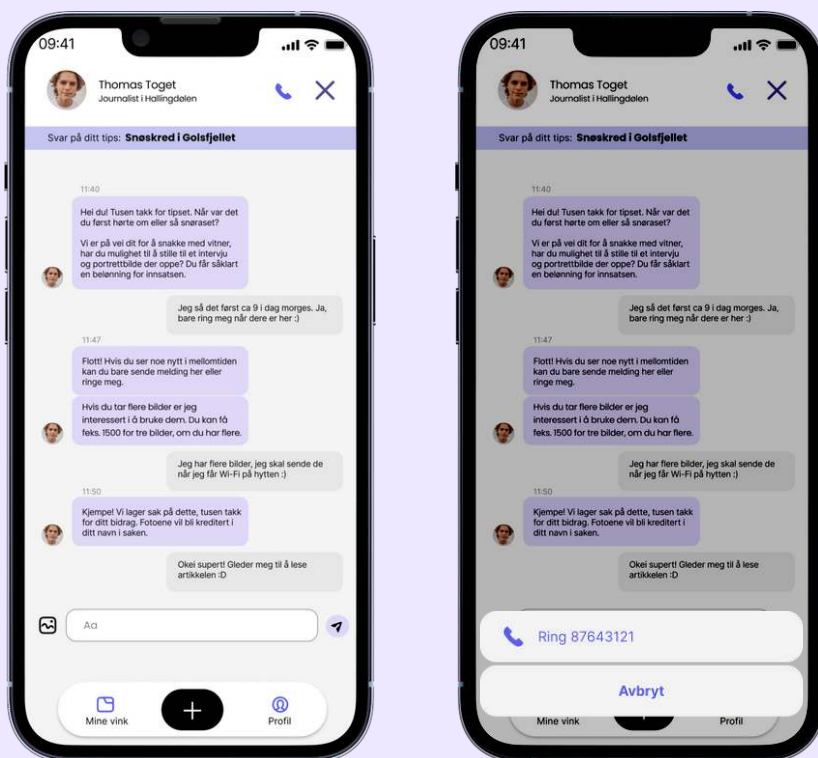 09:41
Thomas Toget
Journalist i Hallingdølen
Svar på ditt tips: Snøskred i Golsfjellet
11:40
Hei du! Tusen takk for tipset. Når var det
du først hørte om eller så snøraset?
Vi er på vei dit for å snakke med vitner,
har du mulighet til å stille til et intervju
og portrettbilde der oppe? Du får såklart
en belønning for innsatsen.
Jeg så det først ca 9 i dag morges. Ja,
bare ring meg når dere er her :)
11:47
Flott! Hvis du ser noe nytt i mellomtiden
kan du bare sende melding her eller
ringe meg.
Hvis du tar flere bilder er jeg
interessert i å bruke dem. Du kan få
feks. 1500 for tre bilder, om du har flere.
Jeg har flere bilder, jeg skal sende de
når jeg får Wi-Fi på hytten :)
11:50
Kjempe! Vi lager sak på dette, tusen takk
for ditt bidrag. Fotoene vil bli kreditert i
ditt navn i saken.
Okei supert! Gleder meg til å lese
artikkelen :D
Aa
Mine vink
Profil
09:41
Thomas Toget
Journalist i Hallingdølen
Svar på ditt tips: Snøskred i Golsfjellet
11:40
Hei du! Tusen takk for tipset. Når var det
du først hørte om eller så snøraset?
Vi er på vei dit for å snakke med vitner,
har du mulighet til å stille til et intervju
og portrettbilde der oppe? Du får såklart
en belønning for innsatsen.
Jeg så det først ca 9 i dag morges. Ja,
bare ring meg når dere er her :)
11:47
Flott! Hvis du ser noe nytt i mellomtiden
kan du bare sende melding her eller
ringe meg.
Hvis du tar flere bilder er jeg
interessert i å bruke dem. Du kan få
feks. 1500 for tre bilder, om du har flere.
Jeg har flere bilder, jeg skal sende de
når jeg får Wi-Fi på hytten :)
11:50
Kjempe! Vi lager sak på dette, tusen takk
for ditt bidrag. Fotoene vil bli kreditert i
ditt navn i saken.
Okei supert! Gleder meg til å lese
artikkelen :D
Ring 87643121
Avbryt
Mine vink
Profil